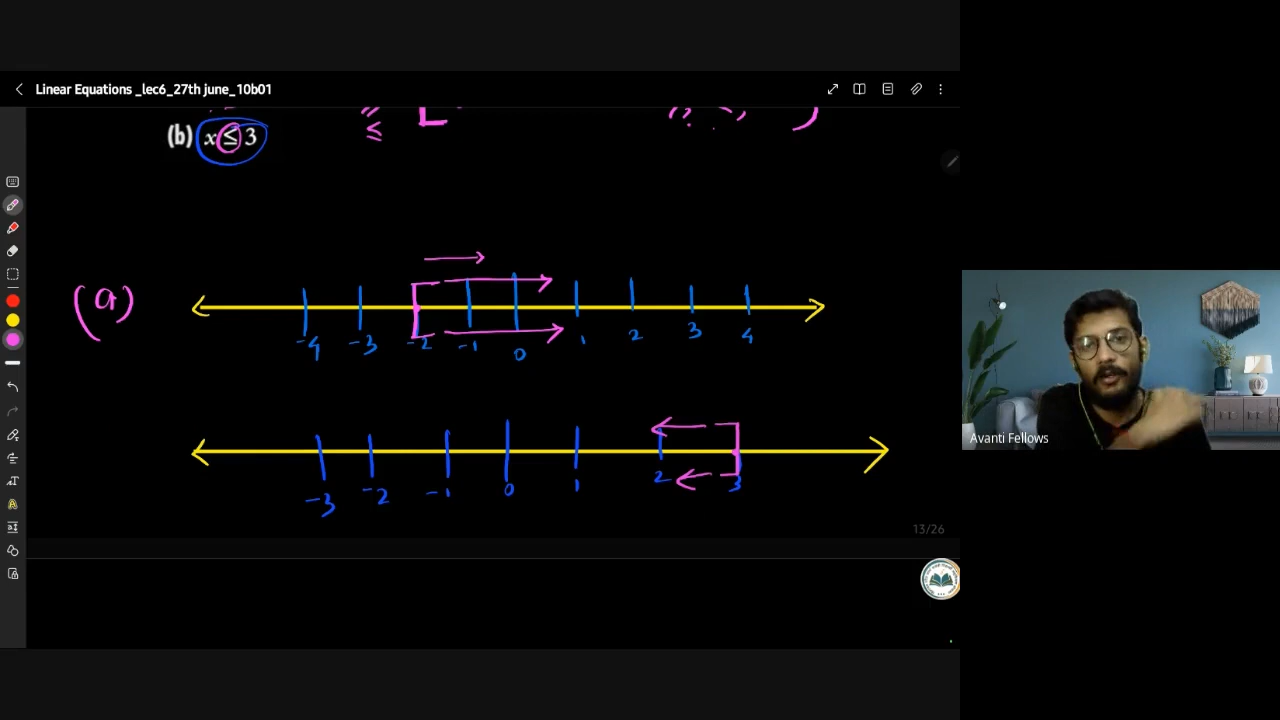 Linear Equations _lec6_27th june_10b01
(b) x ≤ 3
≤
(a)
-4 -3 -2 -1 0 1 2 3 4
-3 -2 -1 0 1 2 3
13/26
Avanti Fellows